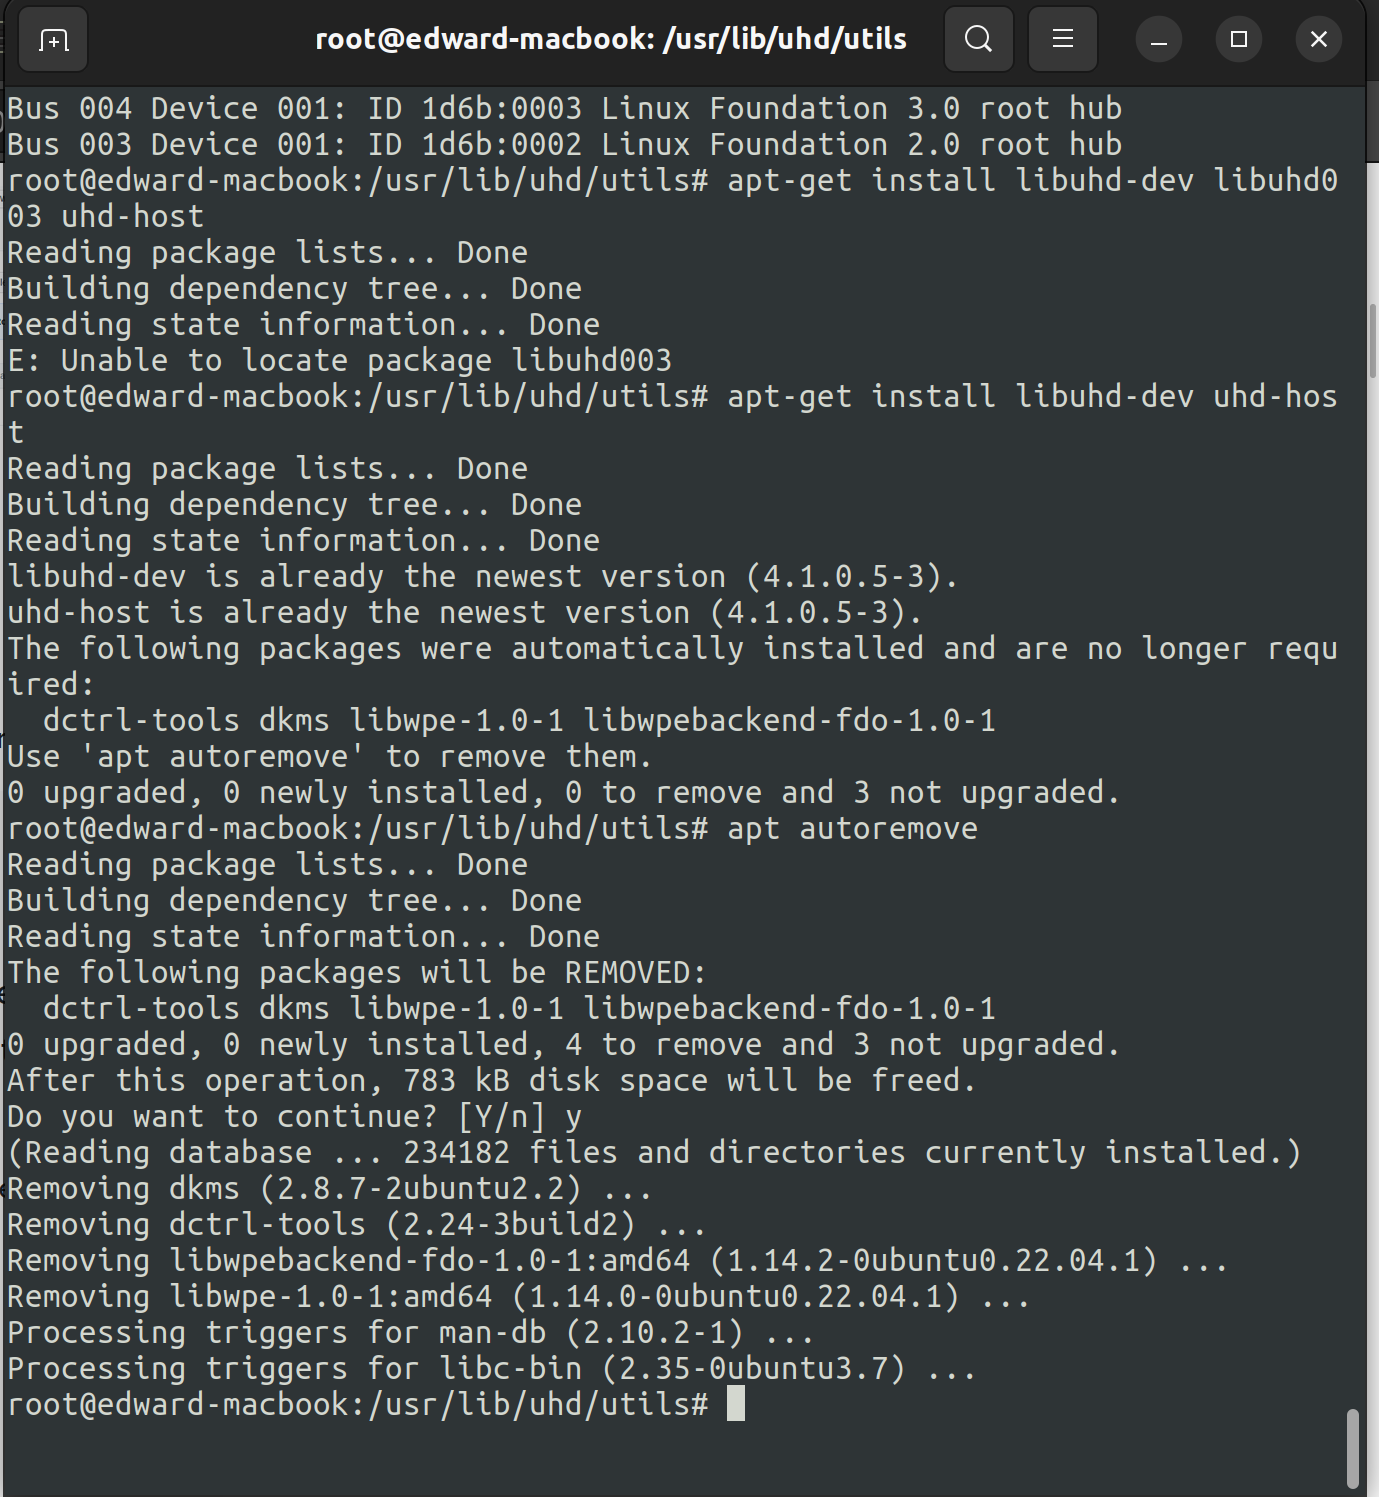 root@edward-macbook: /usr/lib/uhd/utils
Bus 004 Device 001: ID 1d6b:0003 Linux Foundation 3.0 root hub
Bus 003 Device 001: ID 1d6b:0002 Linux Foundation 2.0 root hub
root@edward-macbook:/usr/lib/uhd/utils# apt-get install libuhd-dev libuhd0
03 uhd-host
Reading package lists... Done
Building dependency tree... Done
Reading state information... Done
E: Unable to locate package libuhd003
root@edward-macbook:/usr/lib/uhd/utils# apt-get install libuhd-dev uhd-hos
t
Reading package lists... Done
Building dependency tree... Done
Reading state information... Done
libuhd-dev is already the newest version (4.1.0.5-3).
uhd-host is already the newest version (4.1.0.5-3).
The following packages were automatically installed and are no longer requ
ired:
  dctrl-tools dkms libwpe-1.0-1 libwpebackend-fdo-1.0-1
Use 'apt autoremove' to remove them.
0 upgraded, 0 newly installed, 0 to remove and 3 not upgraded.
root@edward-macbook:/usr/lib/uhd/utils# apt autoremove
Reading package lists... Done
Building dependency tree... Done
Reading state information... Done
The following packages will be REMOVED:
  dctrl-tools dkms libwpe-1.0-1 libwpebackend-fdo-1.0-1
0 upgraded, 0 newly installed, 4 to remove and 3 not upgraded.
After this operation, 783 kB disk space will be freed.
Do you want to continue? [Y/n] y
(Reading database ... 234182 files and directories currently installed.)
Removing dkms (2.8.7-2ubuntu2.2) ...
Removing dctrl-tools (2.24-3build2) ...
Removing libwpebackend-fdo-1.0-1:amd64 (1.14.2-0ubuntu0.22.04.1) ...
Removing libwpe-1.0-1:amd64 (1.14.0-0ubuntu0.22.04.1) ...
Processing triggers for man-db (2.10.2-1) ...
Processing triggers for libc-bin (2.35-0ubuntu3.7) ...
root@edward-macbook:/usr/lib/uhd/utils#